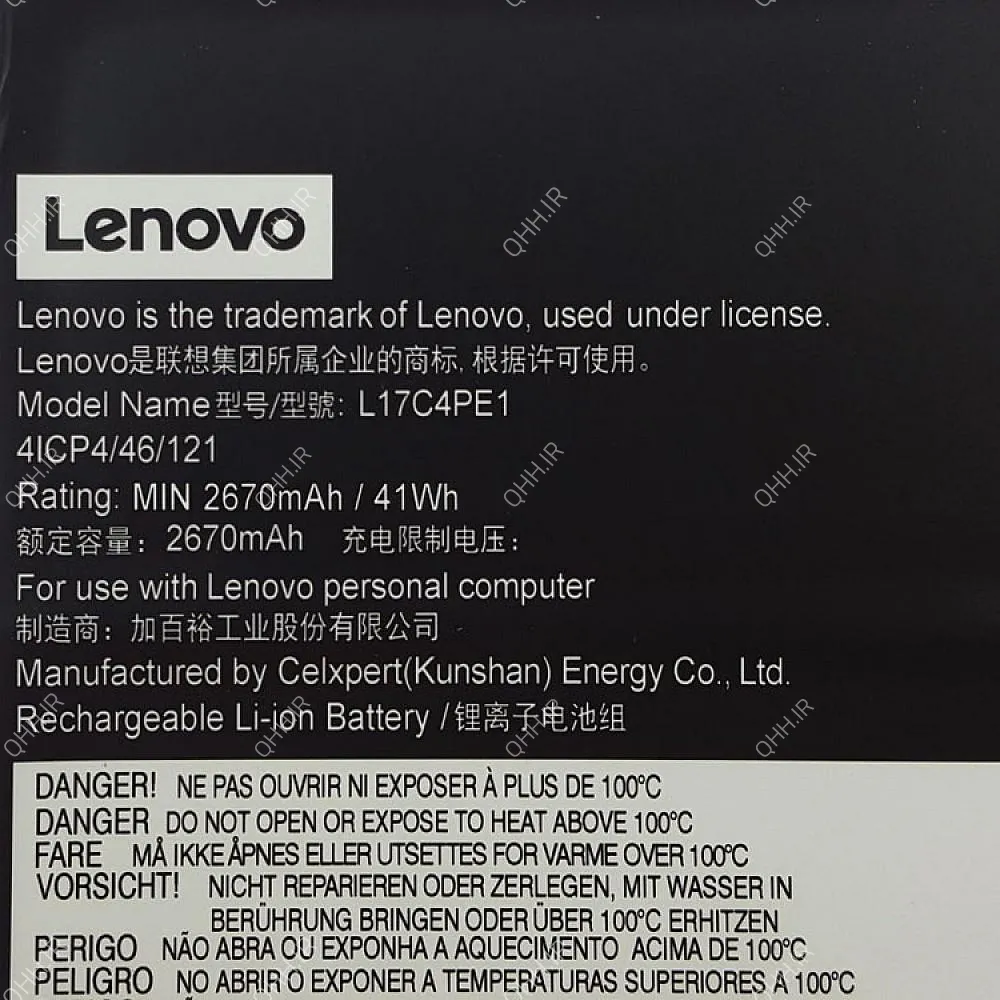 Lenovo
Lenovo is the trademark of Lenovo, used under license.
Lenovo是联想集团所属企业的商标, 根据许可使用。
Model Name型号/型號: L17C4PE1
4ICP4/46/121
Rating: MIN 2670mAh / 41Wh
额定容量: 2670mAh 充电限制电压:
For use with Lenovo personal computer
制造商: 加百裕工业股份有限公司
Manufactured by Celxpert(Kunshan) Energy Co., Ltd.
Rechargeable Li-ion Battery /锂离子电池组
DANGER! NE PAS OUVRIR NI EXPOSER À PLUS DE 100°C
DANGER DO NOT OPEN OR EXPOSE TO HEAT ABOVE 100°C
FARE MÅ IKKE ÅPNES ELLER UTSETTES FOR VARME OVER 100°C
VORSICHT! NICHT REPARIEREN ODER ZERLEGEN, MIT WASSER IN
BERÜHRUNG BRINGEN ODER ÜBER 100°C ERHITZEN
PERIGO NÃO ABRA OU EXPONHA A AQUECIMENTO ACIMA DE 100°C
PELIGRO NO ABRIR O EXPONER A TEMPERATURAS SUPERIORES A 100°C
QHH.IR